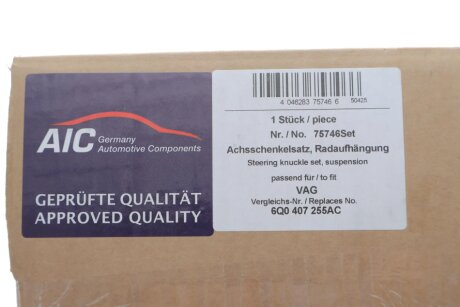 AIC Germany
Automotive Components
GEPRÜFTE QUALITÄT
APPROVED QUALITY
4 046283 75746 6 50425
1 Stück / piece
Nr. / No. 75746Set
Achsschenkelsatz, Radaufhängung
Steering knuckle set, suspension
passend für / to fit
VAG
Vergleichs-Nr. / Replaces No.
6Q0 407 255AC